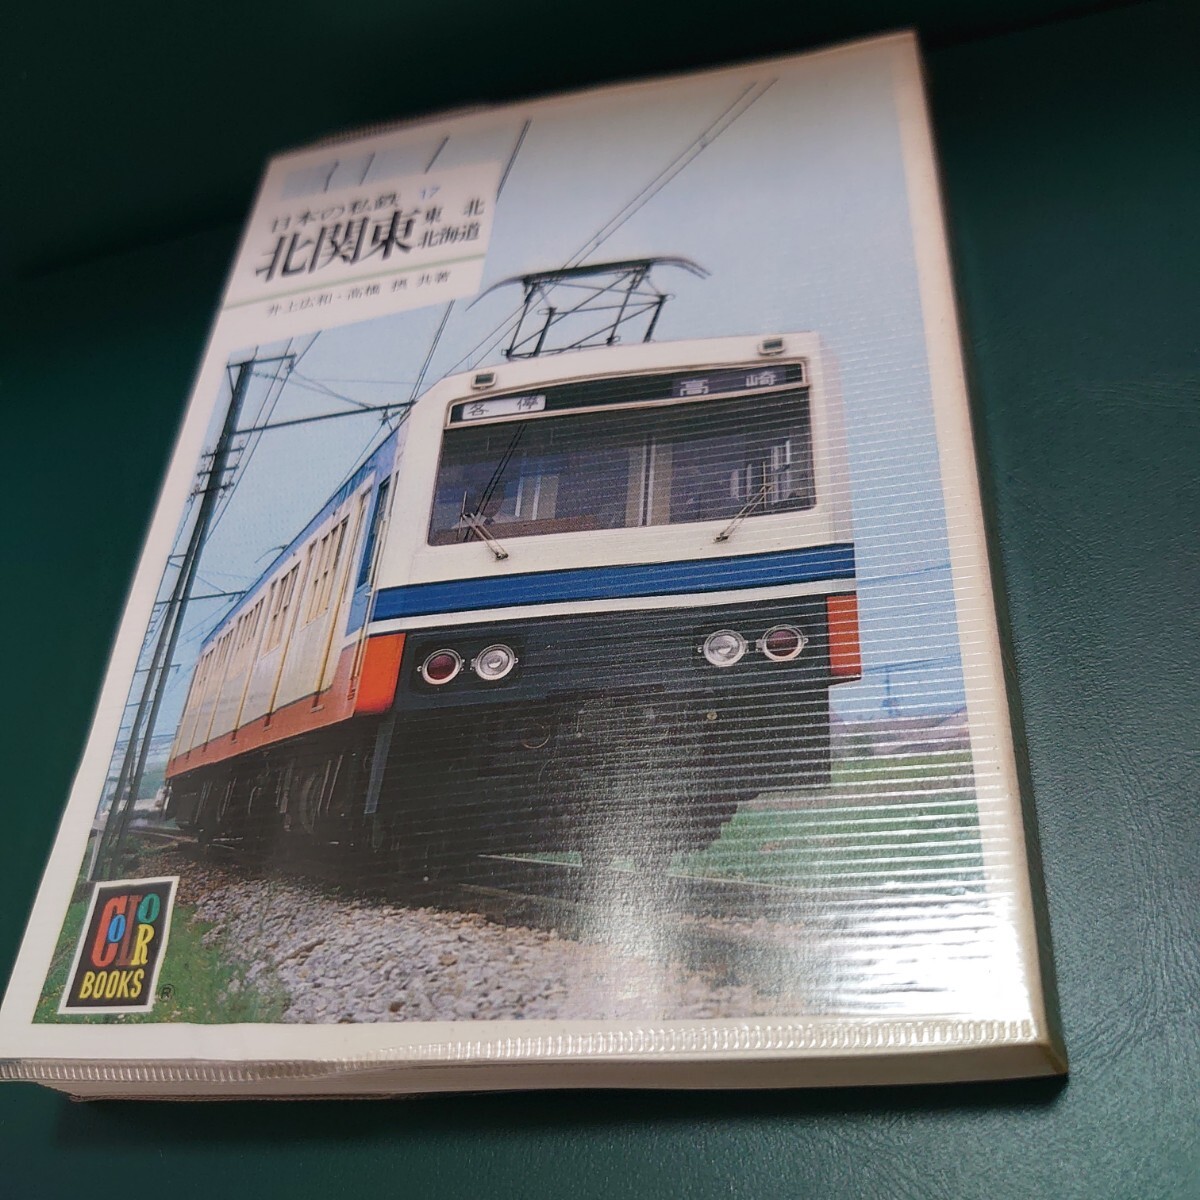 日本の私鉄 17
北関東 東北
北海道
井上広和・高橋 摂 共著
各停 高崎
COLOR
BOOKS
®